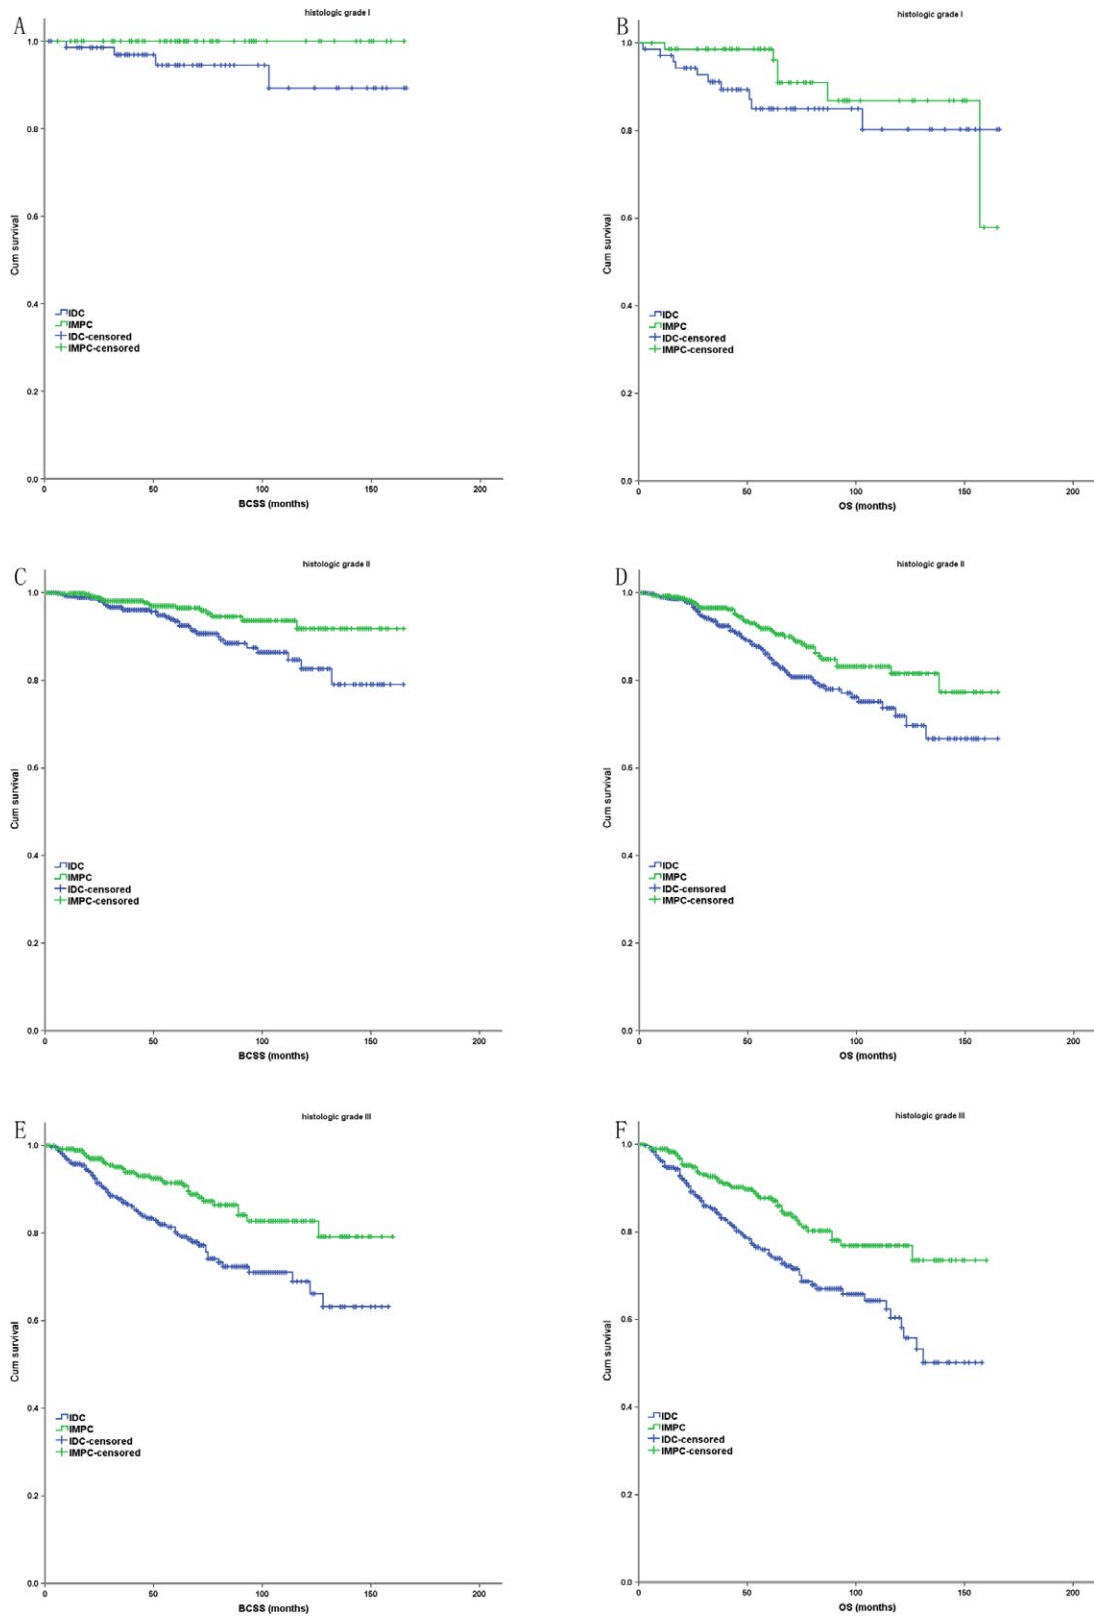 A
histologic grade I
1.0
0.8
0.6
0.4
0.2
0.0
Cum survival
IDC
IMPC
IDC-censored
IMPC-censored
0 50 100 150 200
BCSS (months)
B
histologic grade I
1.0
0.8
0.6
0.4
0.2
0.0
Cum survival
IDC
IMPC
IDC-censored
IMPC-censored
0 50 100 150 200
OS (months)
C
histologic grade II
1.0
0.8
0.6
0.4
0.2
0.0
Cum survival
IDC
IMPC
IDC-censored
IMPC-censored
0 50 100 150 200
BCSS (months)
D
histologic grade II
1.0
0.8
0.6
0.4
0.2
0.0
Cum survival
IDC
IMPC
IDC-censored
IMPC-censored
0 50 100 150 200
OS (months)
E
histologic grade III
1.0
0.8
0.6
0.4
0.2
0.0
Cum survival
IDC
IMPC
IDC-censored
IMPC-censored
0 50 100 150 200
BCSS (months)
F
histologic grade III
1.0
0.8
0.6
0.4
0.2
0.0
Cum survival
IDC
IMPC
IDC-censored
IMPC-censored
0 50 100 150 200
OS (months)